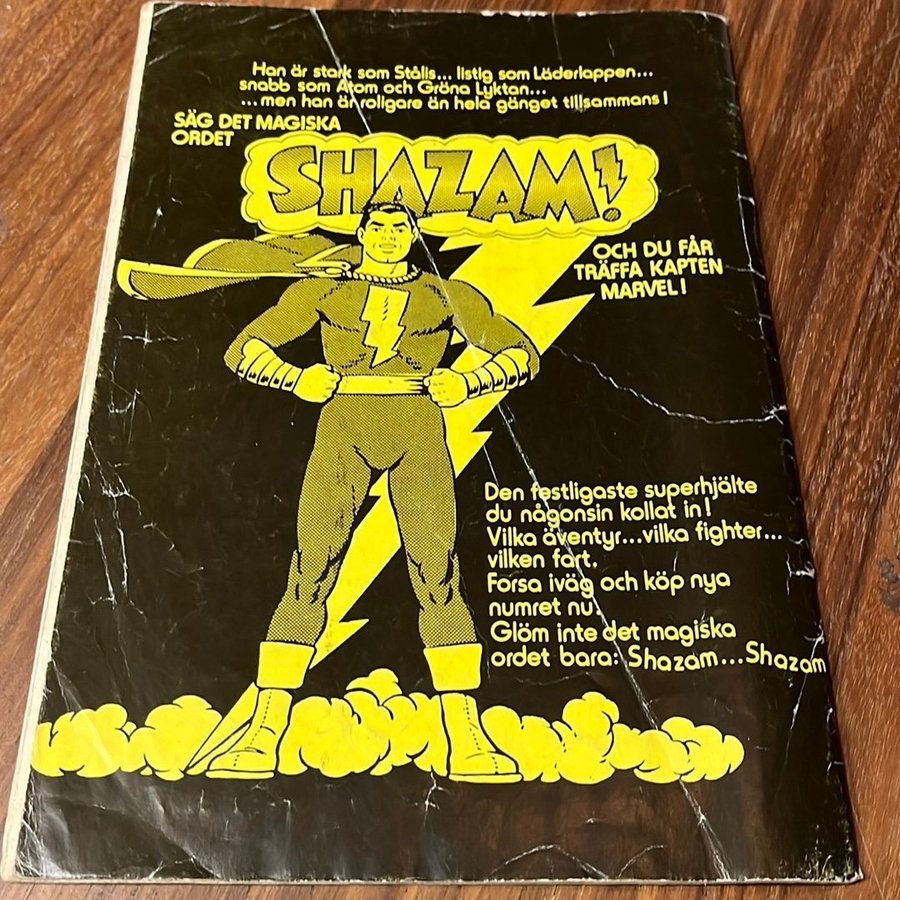 Han är stark som Stålis... listig som Läderlappen...
snabb som Atom och Gröna Lyktan...
...men han är roligare än hela gänget tillsammans!
SÄG DET MAGISKA
ORDET
SHAZAM!
OCH DU FÅR
TRÄFFA KAPTEN
MARVEL!
Den festligaste superhjälte
du någonsin kollat in!
Vilka äventyr...vilka fighter...
vilken fart.
Forsa iväg och köp nya
numret nu.
Glöm inte det magiska
ordet bara: Shazam...Shazam